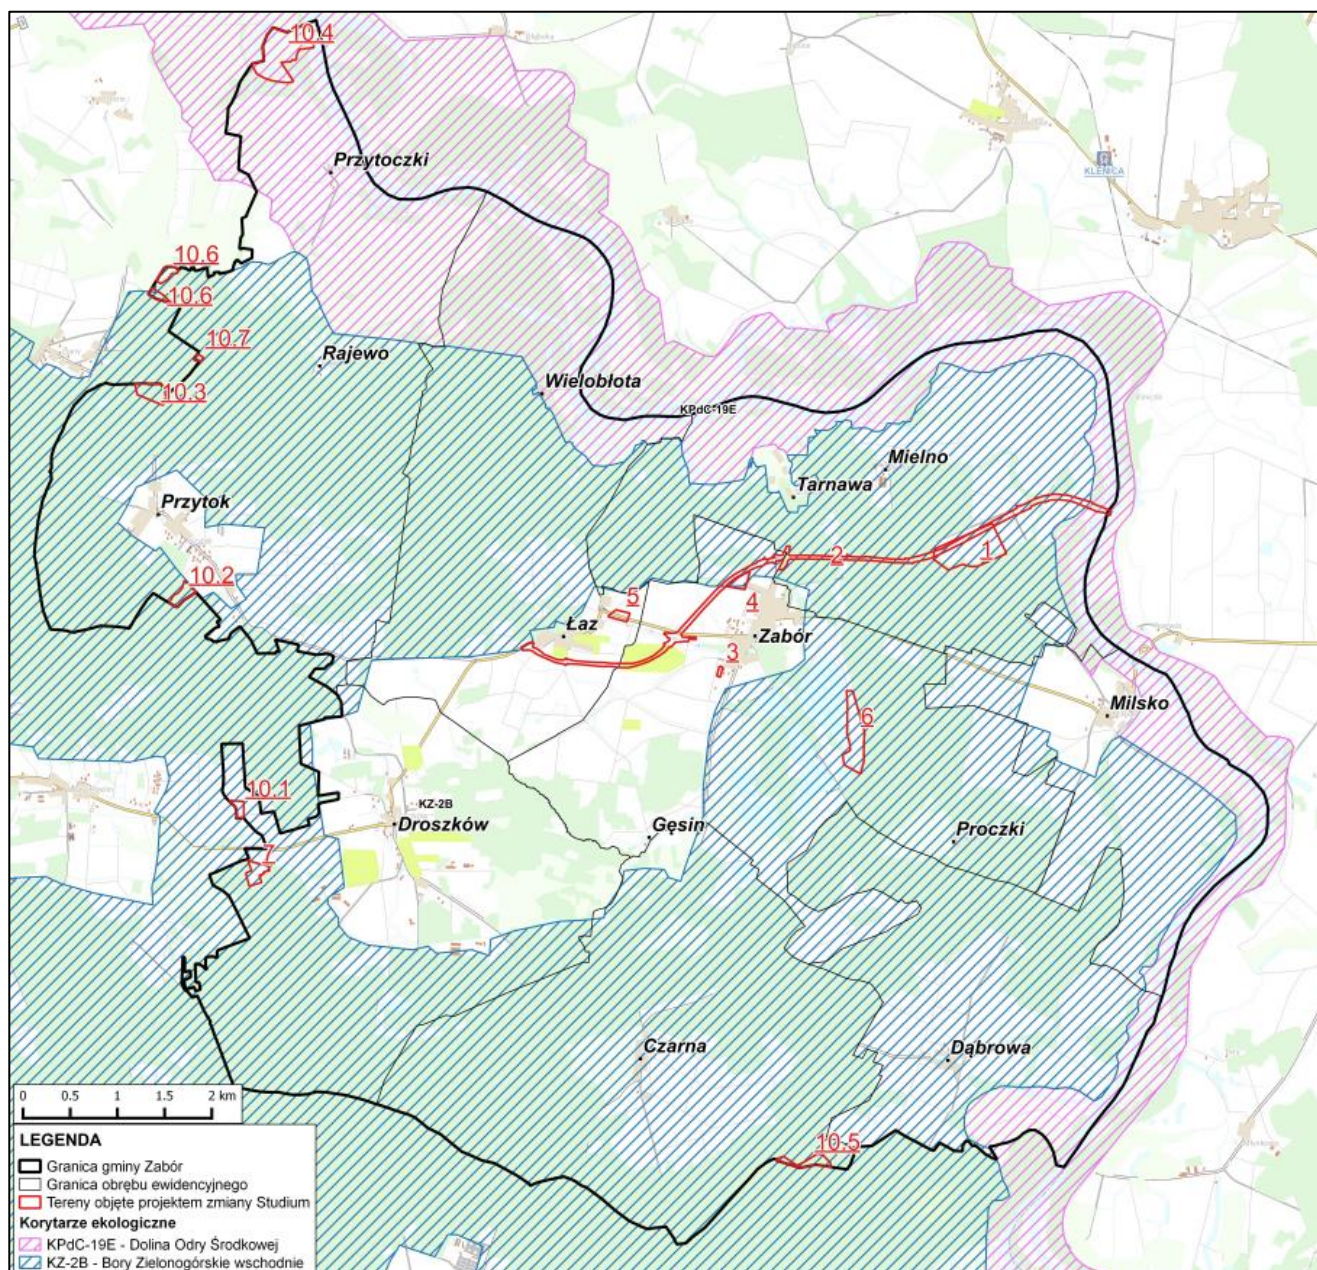 10.4
Przytoczki
KLENICA
10.6
10.6
10.7
Rajewo
10.3
Wielobłota
KPdC-19E
Mielno
Tarnawa
Przytok
2
1
10.2
5
4
Łaz
Zabór
3
6
Milsko
10.1
KZ-2B
Droszków
Gęsin
Proczki
7
Czarna
Dąbrowa
10.5
0 0.5 1 1.5 2 km
LEGENDA
Granica gminy Zabór
Granica obrębu ewidencyjnego
Tereny objęte projektem zmiany Studium
Korytarze ekologiczne
KPdC-19E - Dolina Odry Środkowej
KZ-2B - Bory Zielonogórskie wschodnie